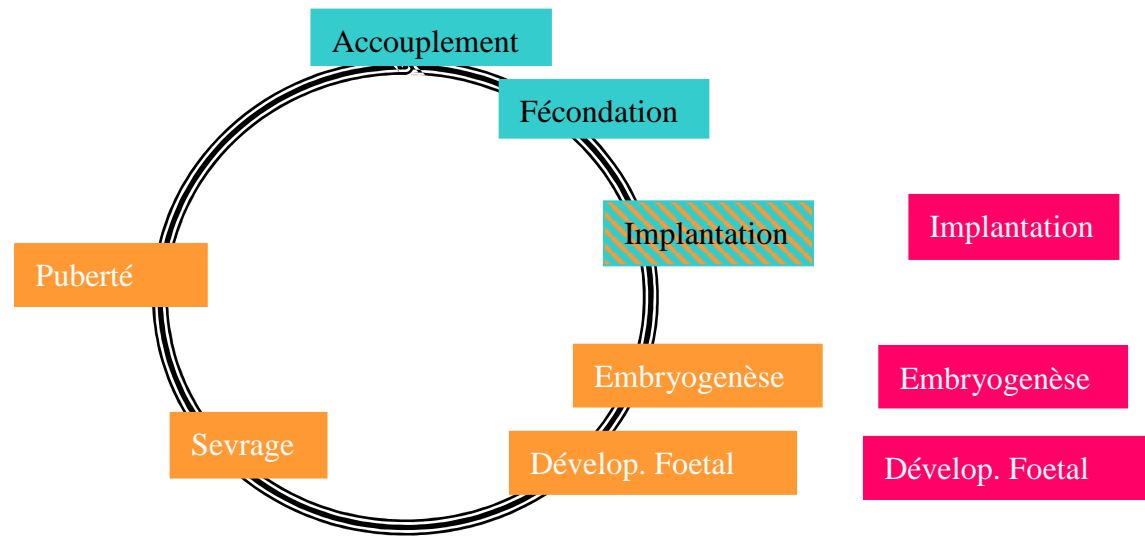 Accouplement
Fécondation
Implantation
Implantation
Puberté
Embryogenèse
Embryogenèse
Sevrage
Dévelop. Foetal
Dévelop. Foetal